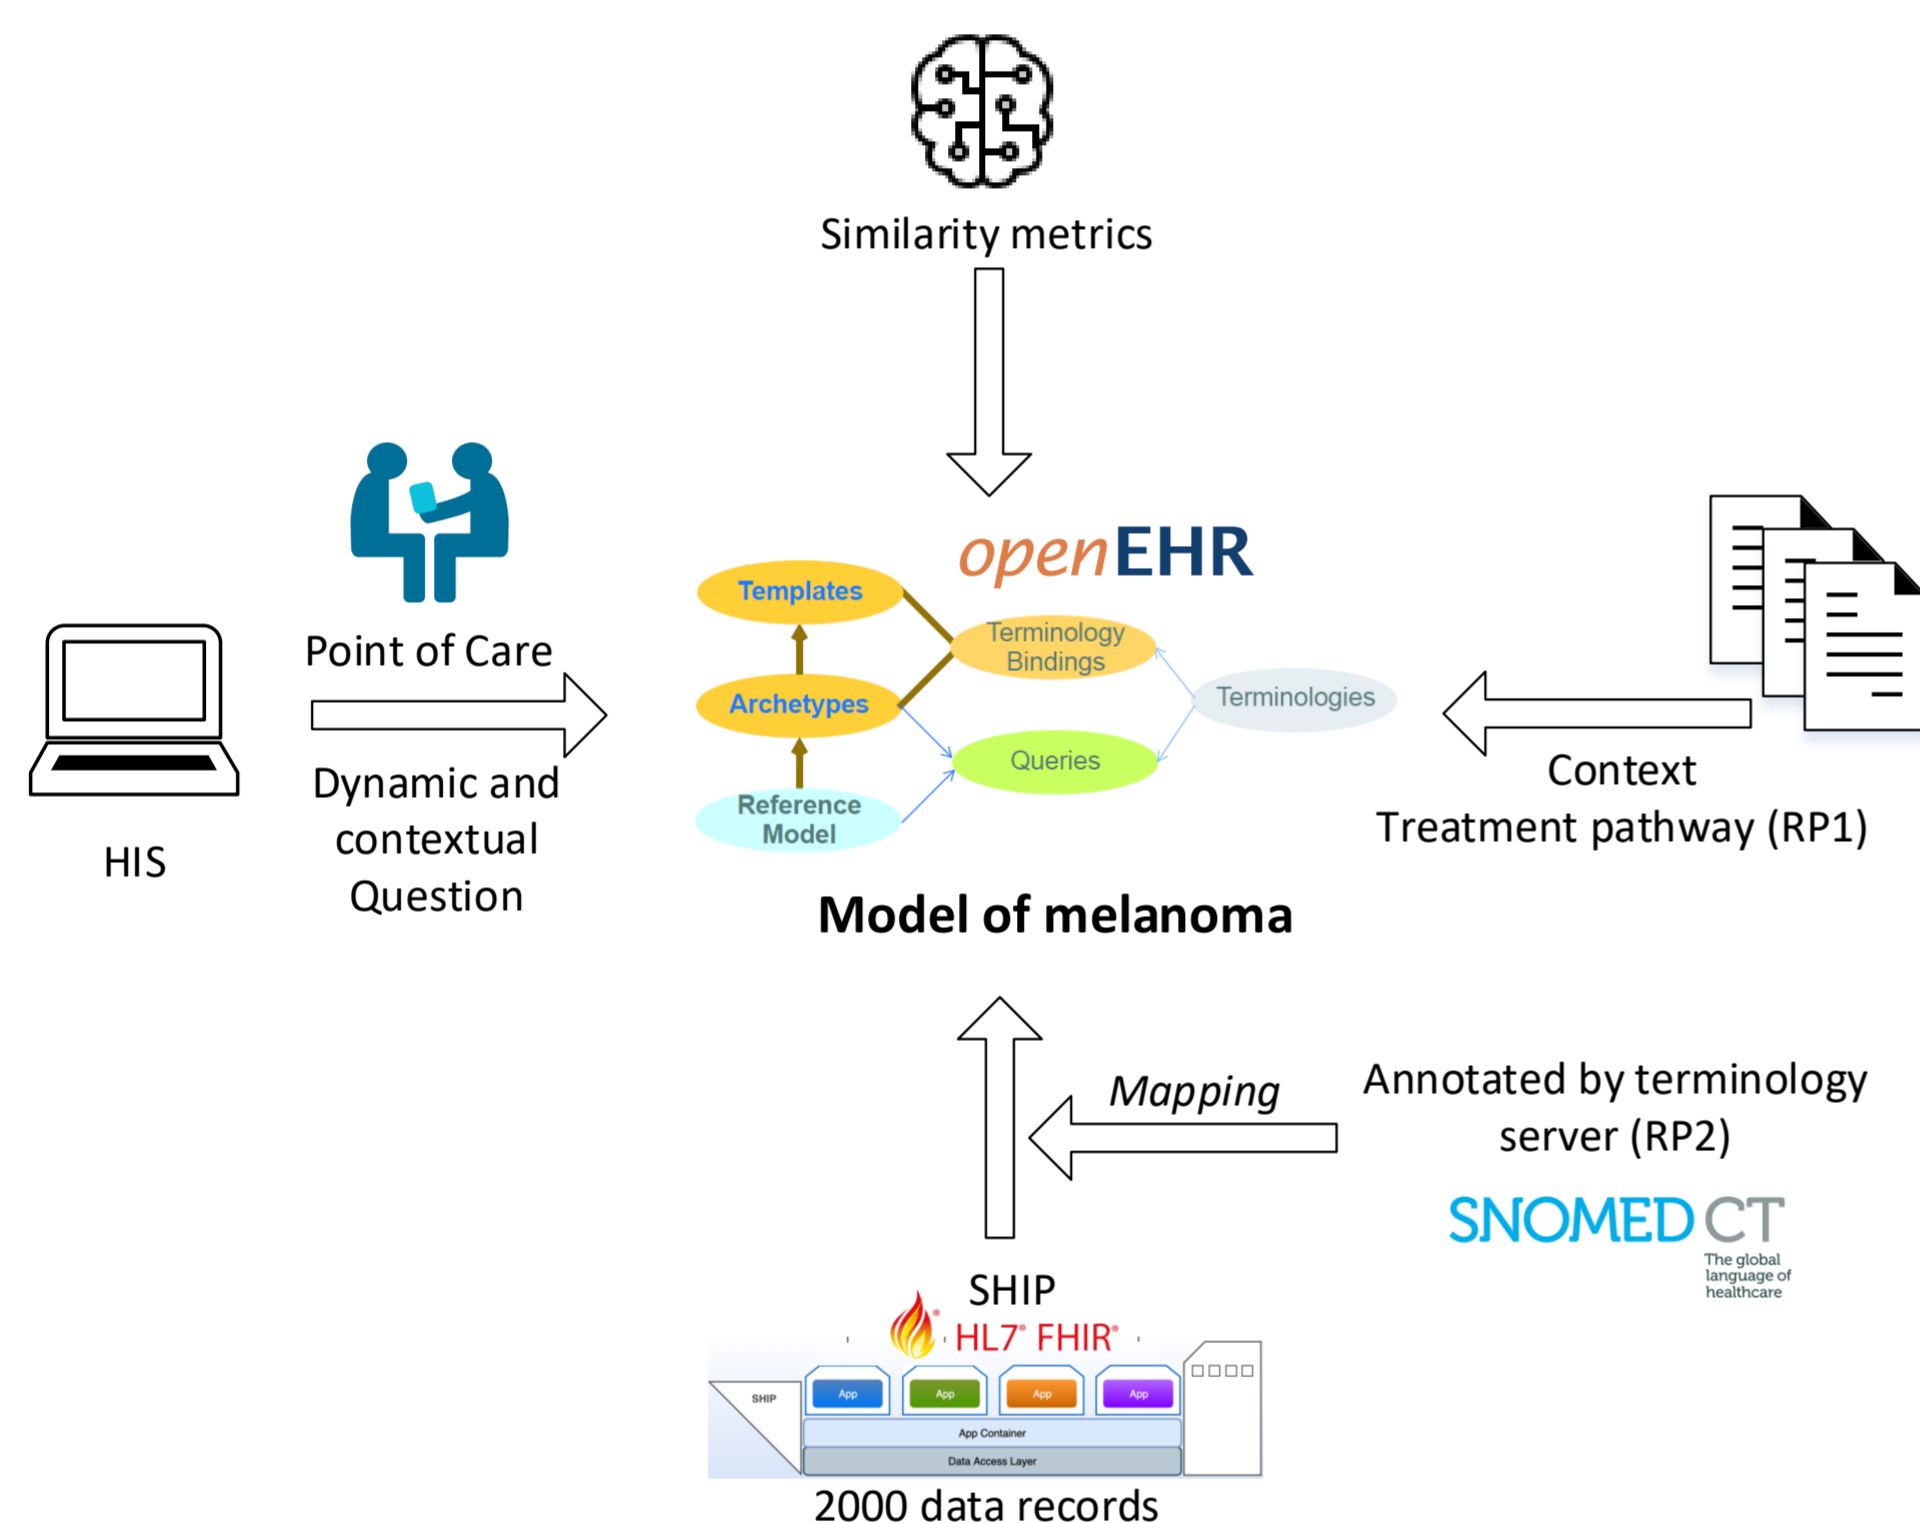 Similarity metrics
openEHR
Templates
Terminology
Bindings
Archetypes
Terminologies
Queries
Reference
Model
Point of Care
Dynamic and
contextual
Question
HIS
Context
Treatment pathway (RP1)
Model of melanoma
Mapping
Annotated by terminology
server (RP2)
SNOMED CT
The global
language of
healthcare
SHIP
HL7® FHIR®
SHIP
App
App
App
App
App Container
Data Access Layer
2000 data records